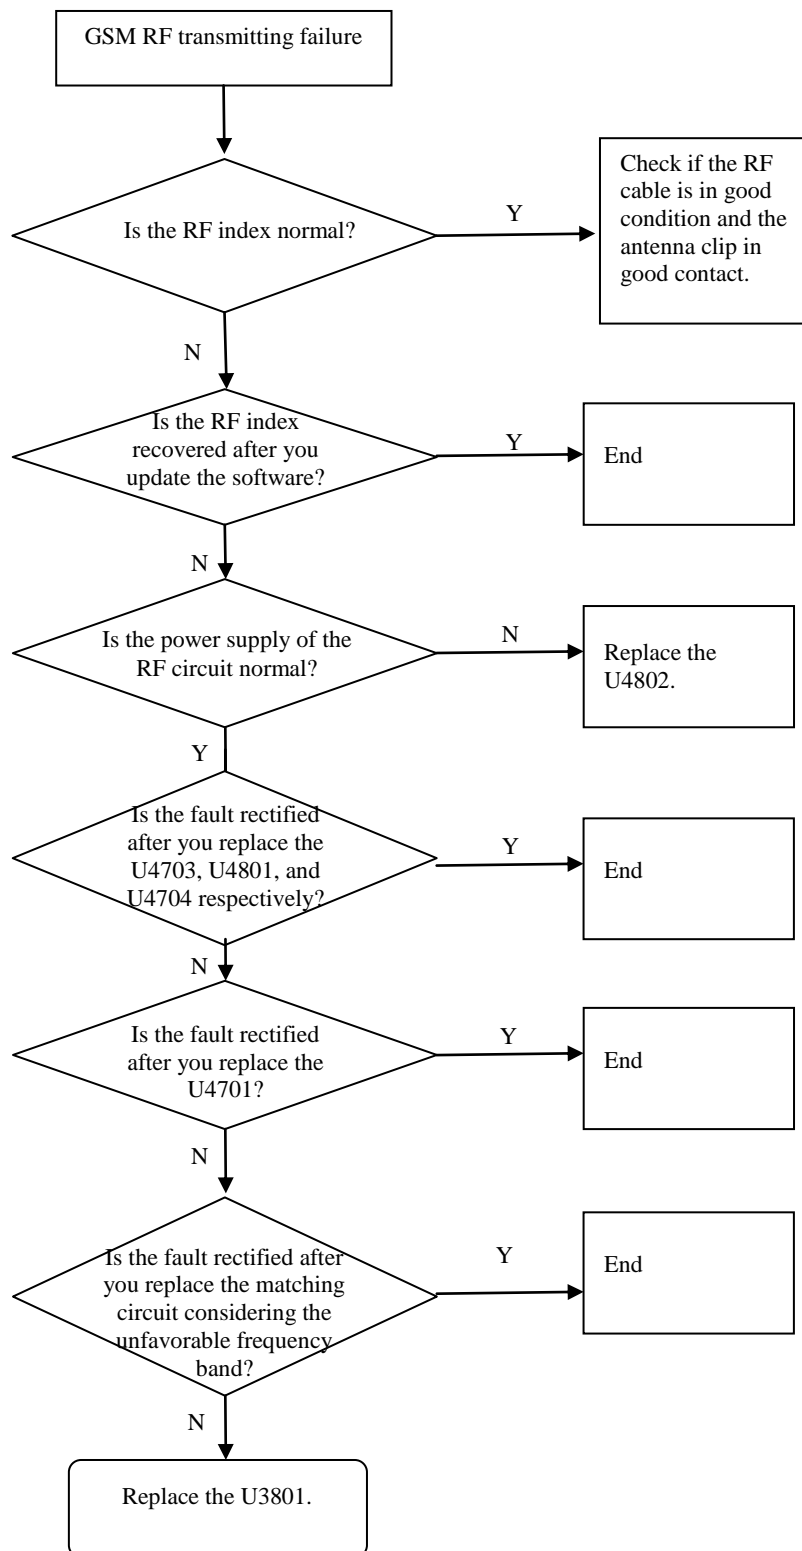 GSM RF transmitting failure
Is the RF index normal?
Y
Check if the RF
cable is in good
condition and the
antenna clip in
good contact.
N
Is the RF index
recovered after you
update the software?
Y
End
N
Is the power supply of the
RF circuit normal?
N
Replace the
U4802.
Y
Is the fault rectified
after you replace the
U4703, U4801, and
U4704 respectively?
Y
End
N
Is the fault rectified
after you replace the
U4701?
Y
End
N
Is the fault rectified after
you replace the matching
circuit considering the
unfavorable frequency
band?
Y
End
N
Replace the U3801.